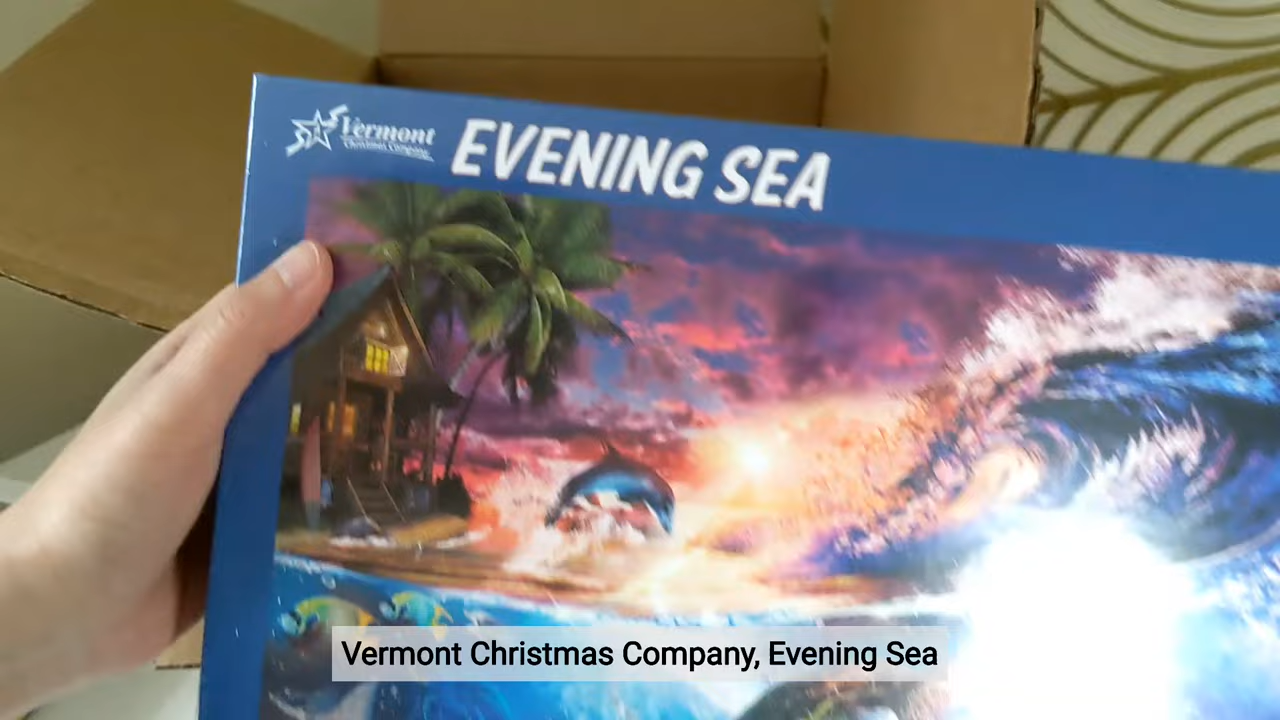 Vermont
Christmas Company
EVENING SEA
Vermont Christmas Company, Evening Sea